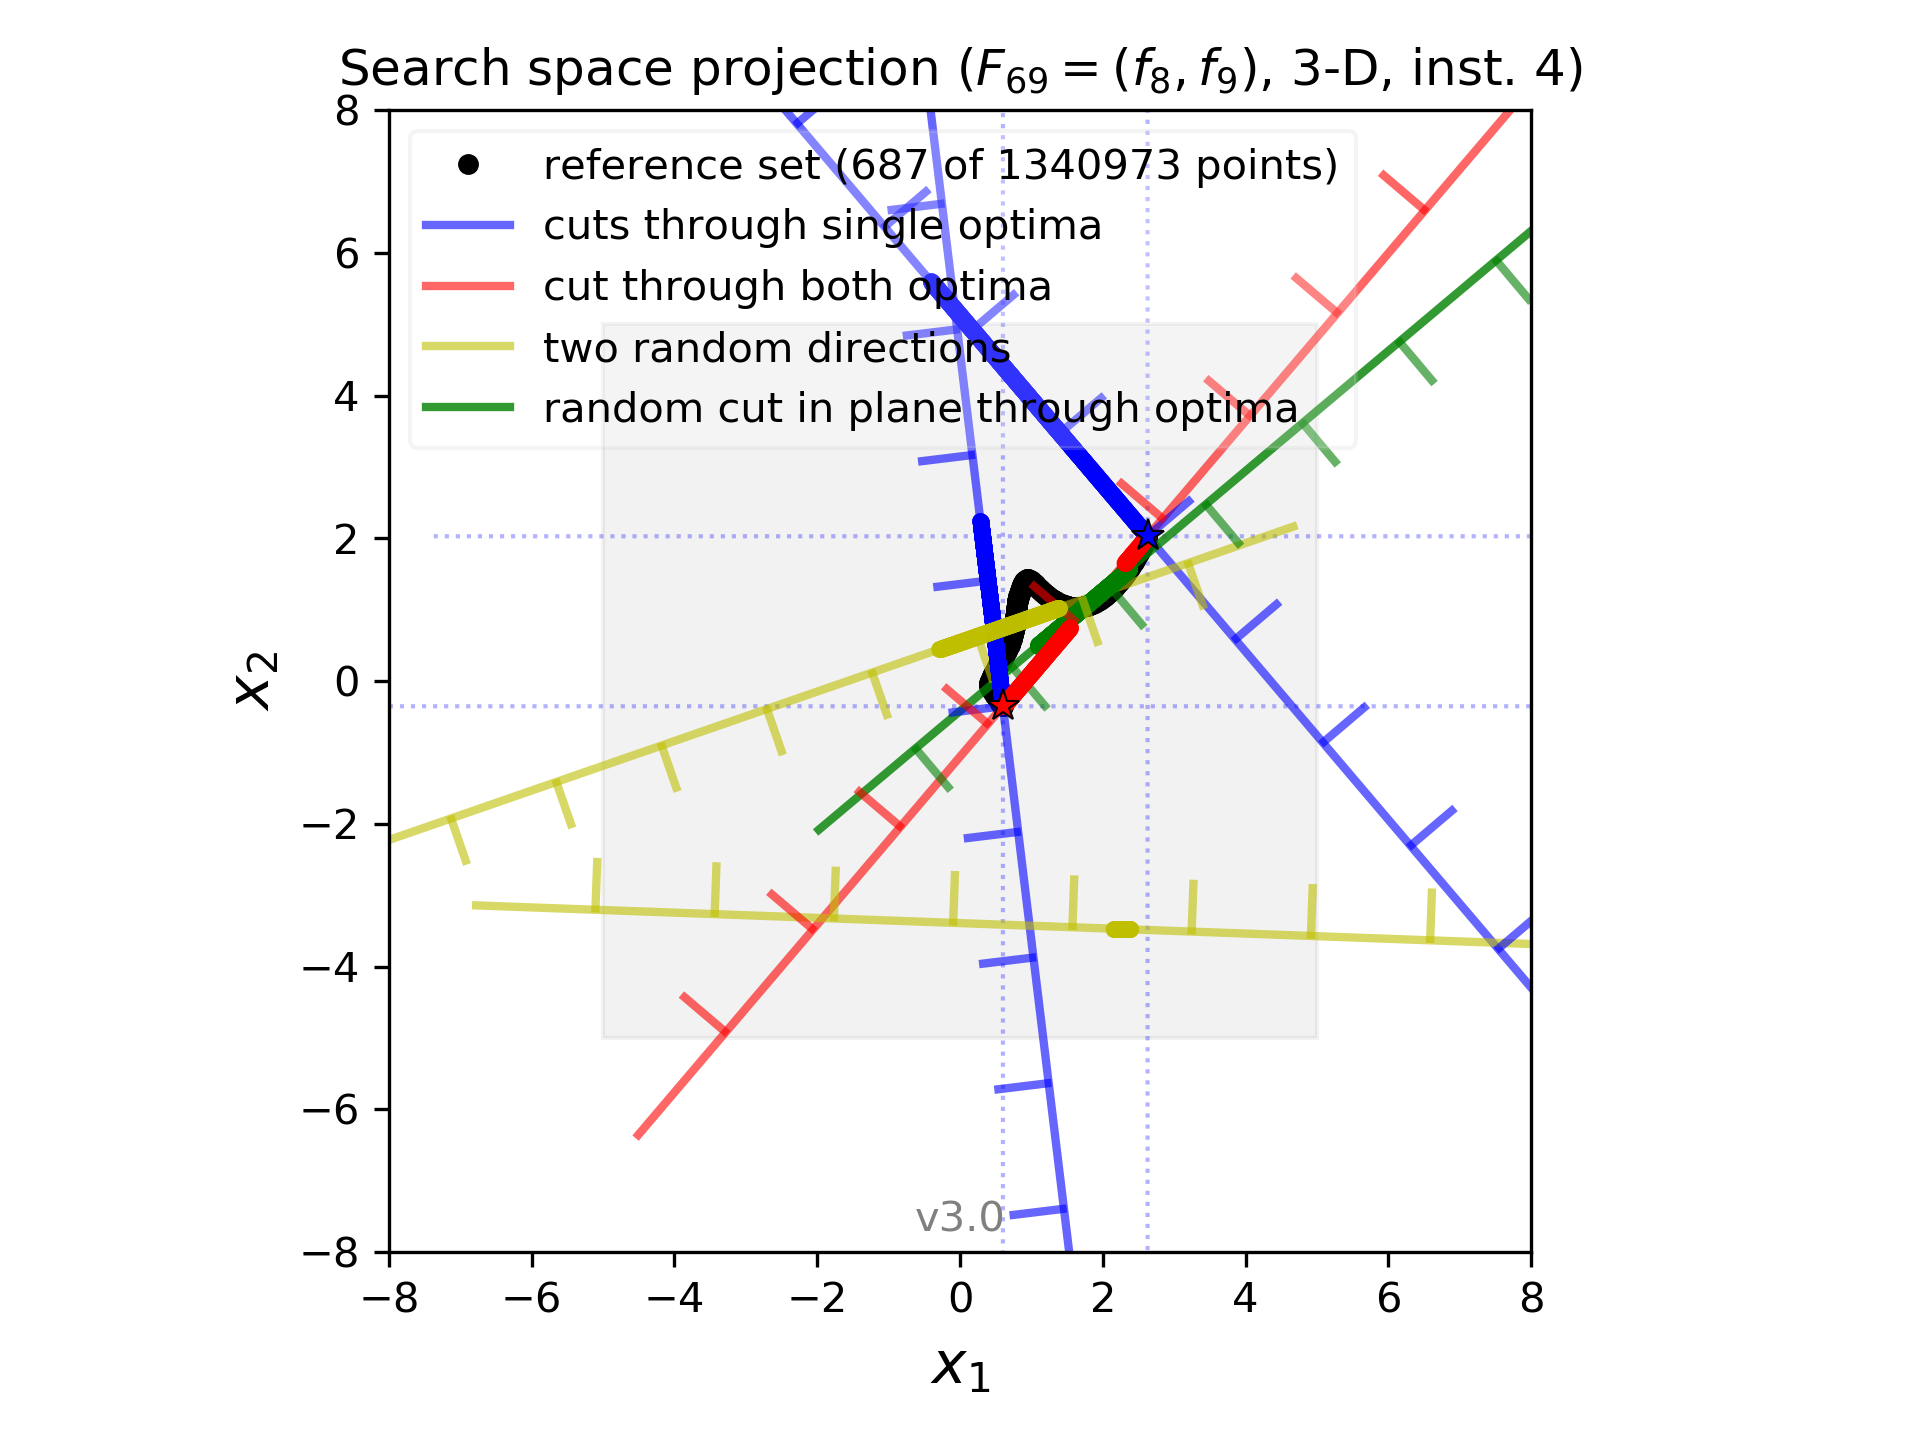 Search space projection (F69 = (f8, f9), 3-D, inst. 4)
reference set (687 of 1340973 points)
cuts through single optima
cut through both optima
two random directions
random cut in plane through optima
8
6
4
2
0
−2
−4
−6
−8
x2
v3.0
−8 −6 −4 −2 0 2 4 6 8
x1